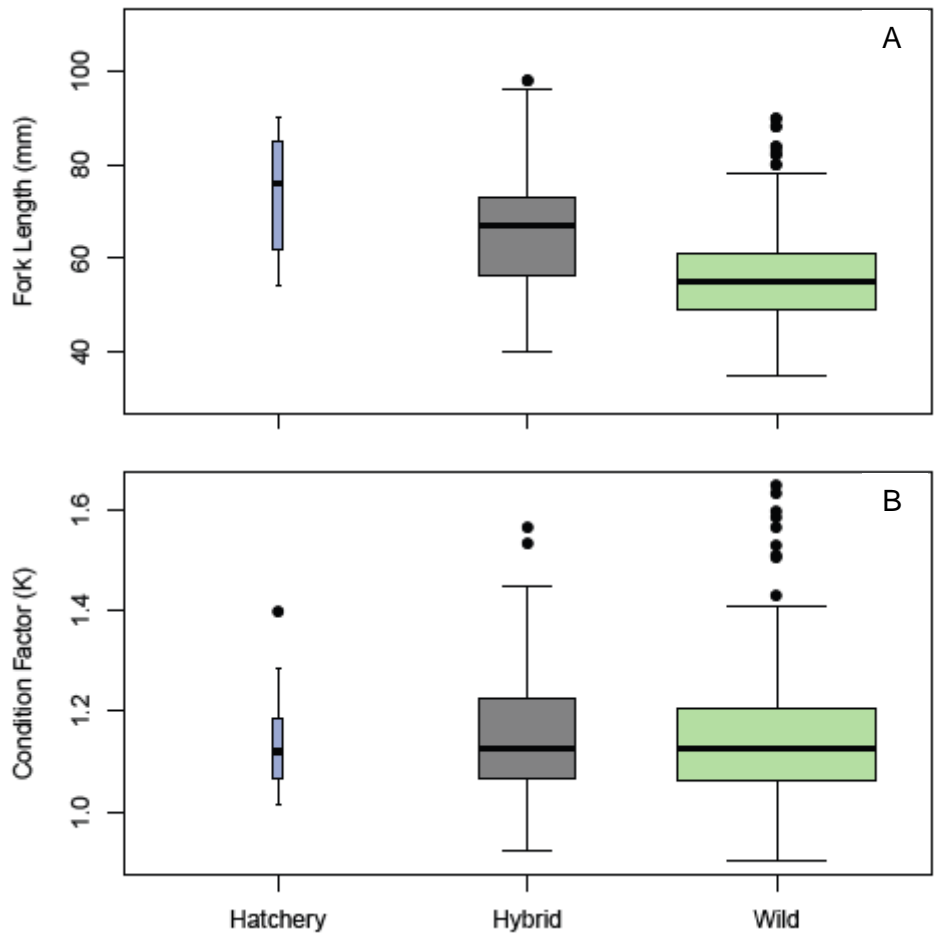 A
Fork Length (mm)
100
80
60
40
B
Condition Factor (K)
1.6
1.4
1.2
1.0
Hatchery Hybrid Wild